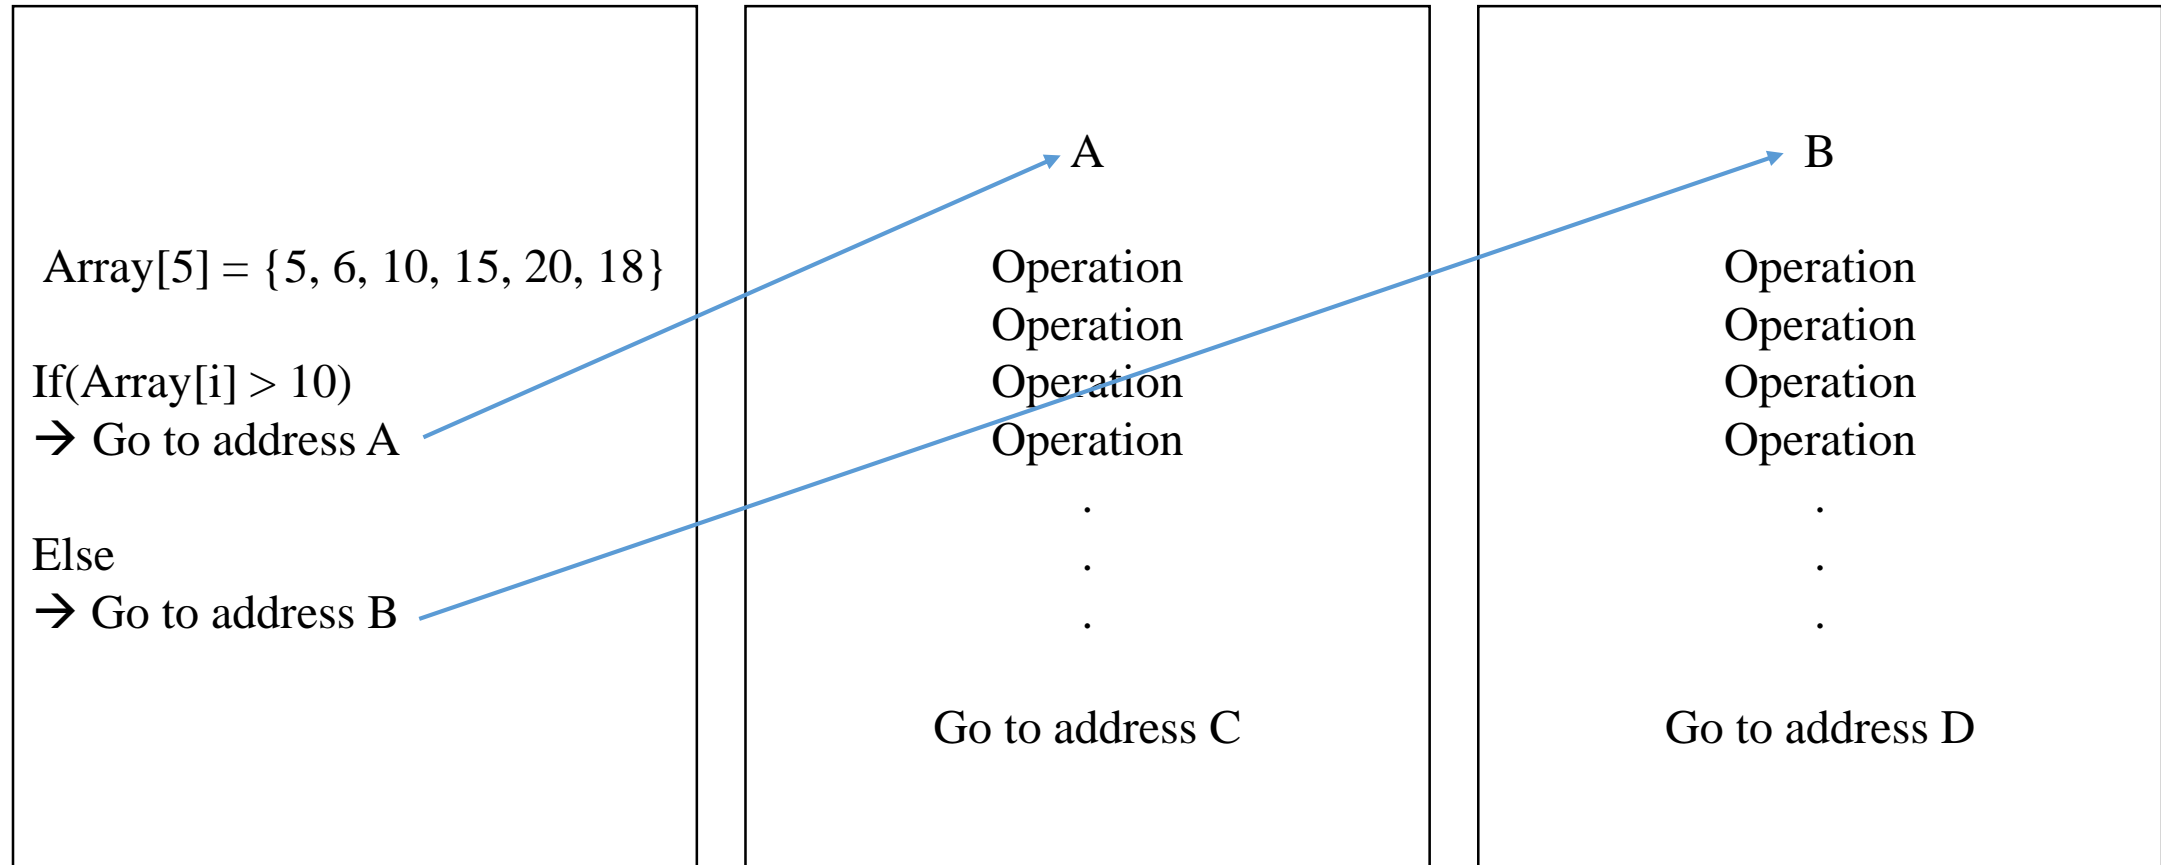 Array[5] = {5, 6, 10, 15, 20, 18}
If(Array[i] > 10)
→ Go to address A
Else
→ Go to address B
A
Operation
Operation
Operation
Operation
.
.
.
Go to address C
B
Operation
Operation
Operation
Operation
.
.
.
Go to address D